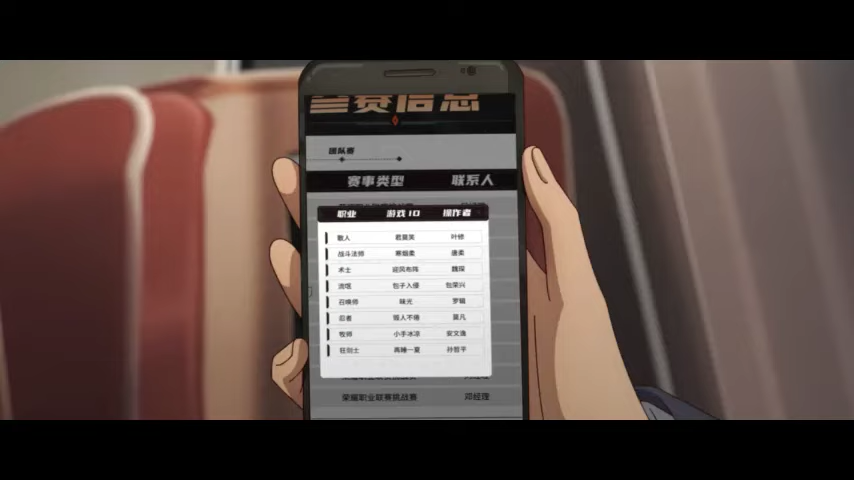 参赛信息
团队赛
赛事类型 联系人
职业 游戏ID 操作者
散人 君莫笑 叶修
战斗法师 寒烟柔 唐柔
术士 迎风布阵 魏琛
流氓 包子入侵 包荣兴
召唤师 昧光 罗辑
忍者 毁人不倦 莫凡
牧师 小手冰凉 安文逸
狂剑士 再睡一夏 孙哲平
荣耀职业联赛挑战赛 邓经理